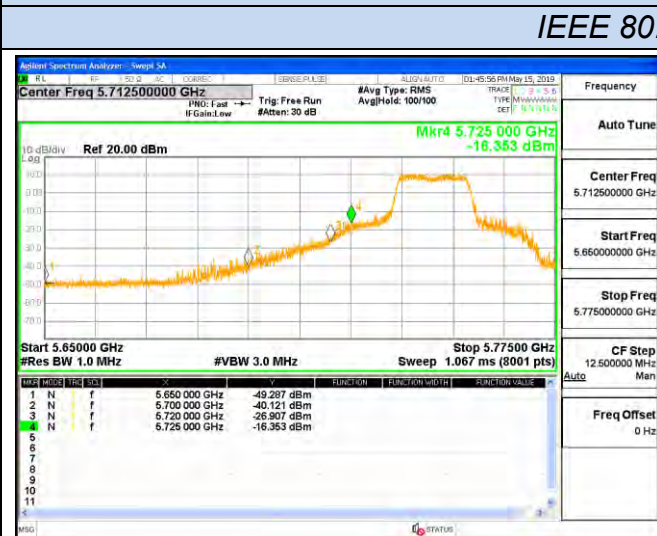 IEEE 80
Agilent Spectrum Analyzer - Swept SA
RL RF 50 Ω AC CORREC SENSE:PULSE ALIGN AUTO 01:45:56 PM May 15, 2019
Center Freq 5.712500000 GHz
PNO: Fast
IFGain:Low
Trig: Free Run
#Atten: 30 dB
#Avg Type: RMS
Avg|Hold: 100/100
TRACE 1 2 3 4 5 6
TYPE
DET
Mkr4 5.725 000 GHz
-16.353 dBm
10 dB/div Ref 20.00 dBm
Log
1 2 3 4
Start 5.65000 GHz
#Res BW 1.0 MHz
#VBW 3.0 MHz
Stop 5.77500 GHz
Sweep 1.067 ms (8001 pts)
MKR MODE TRC SCL X Y FUNCTION FUNCTION WIDTH FUNCTION VALUE
1 N f 5.650 000 GHz -49.287 dBm
2 N f 5.700 000 GHz -40.121 dBm
3 N f 5.720 000 GHz -26.907 dBm
4 N f 5.725 000 GHz -16.353 dBm
5
6
7
8
9
10
11
MSG
STATUS
Frequency
Auto Tune
Center Freq
5.712500000 GHz
Start Freq
5.650000000 GHz
Stop Freq
5.775000000 GHz
CF Step
12.500000 MHz
Auto Man
Freq Offset
0 Hz